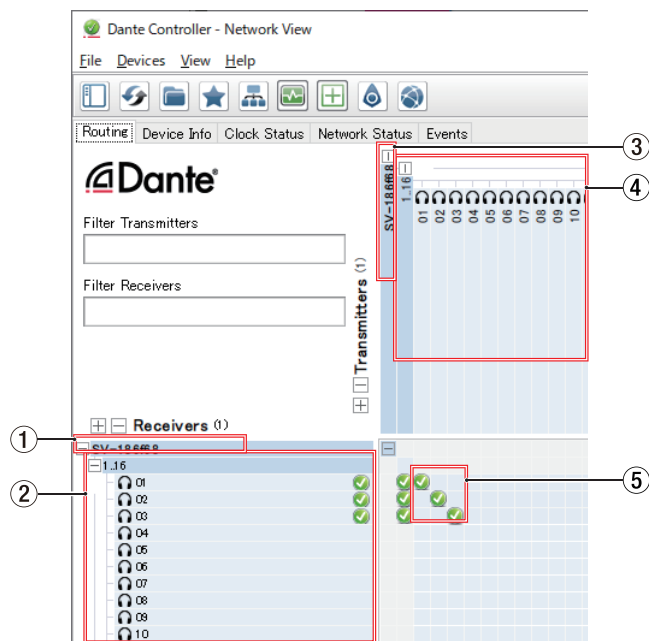 Dante Controller - Network View
File Devices View Help
Routing Device Info Clock Status Network Status Events
3
Dante®
SV-186f68
1..16
01 02 03 04 05 06 07 08 09 10
4
Filter Transmitters
Filter Receivers
Transmitters (1)
Receivers (1)
1
SV-186f68
5
2
1..16
01
02
03
04
05
06
07
08
09
10